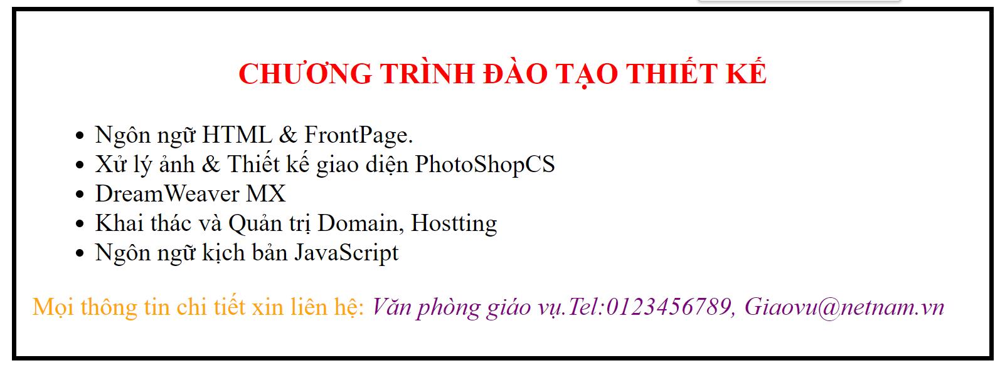 CHƯƠNG TRÌNH ĐÀO TẠO THIẾT KẾ
Ngôn ngữ HTML & FrontPage.
Xử lý ảnh & Thiết kế giao diện PhotoShopCS
DreamWeaver MX
Khai thác và Quản trị Domain, Hostting
Ngôn ngữ kịch bản JavaScript
Mọi thông tin chi tiết xin liên hệ: Văn phòng giáo vụ.Tel:0123456789, Giaovu@netnam.vn